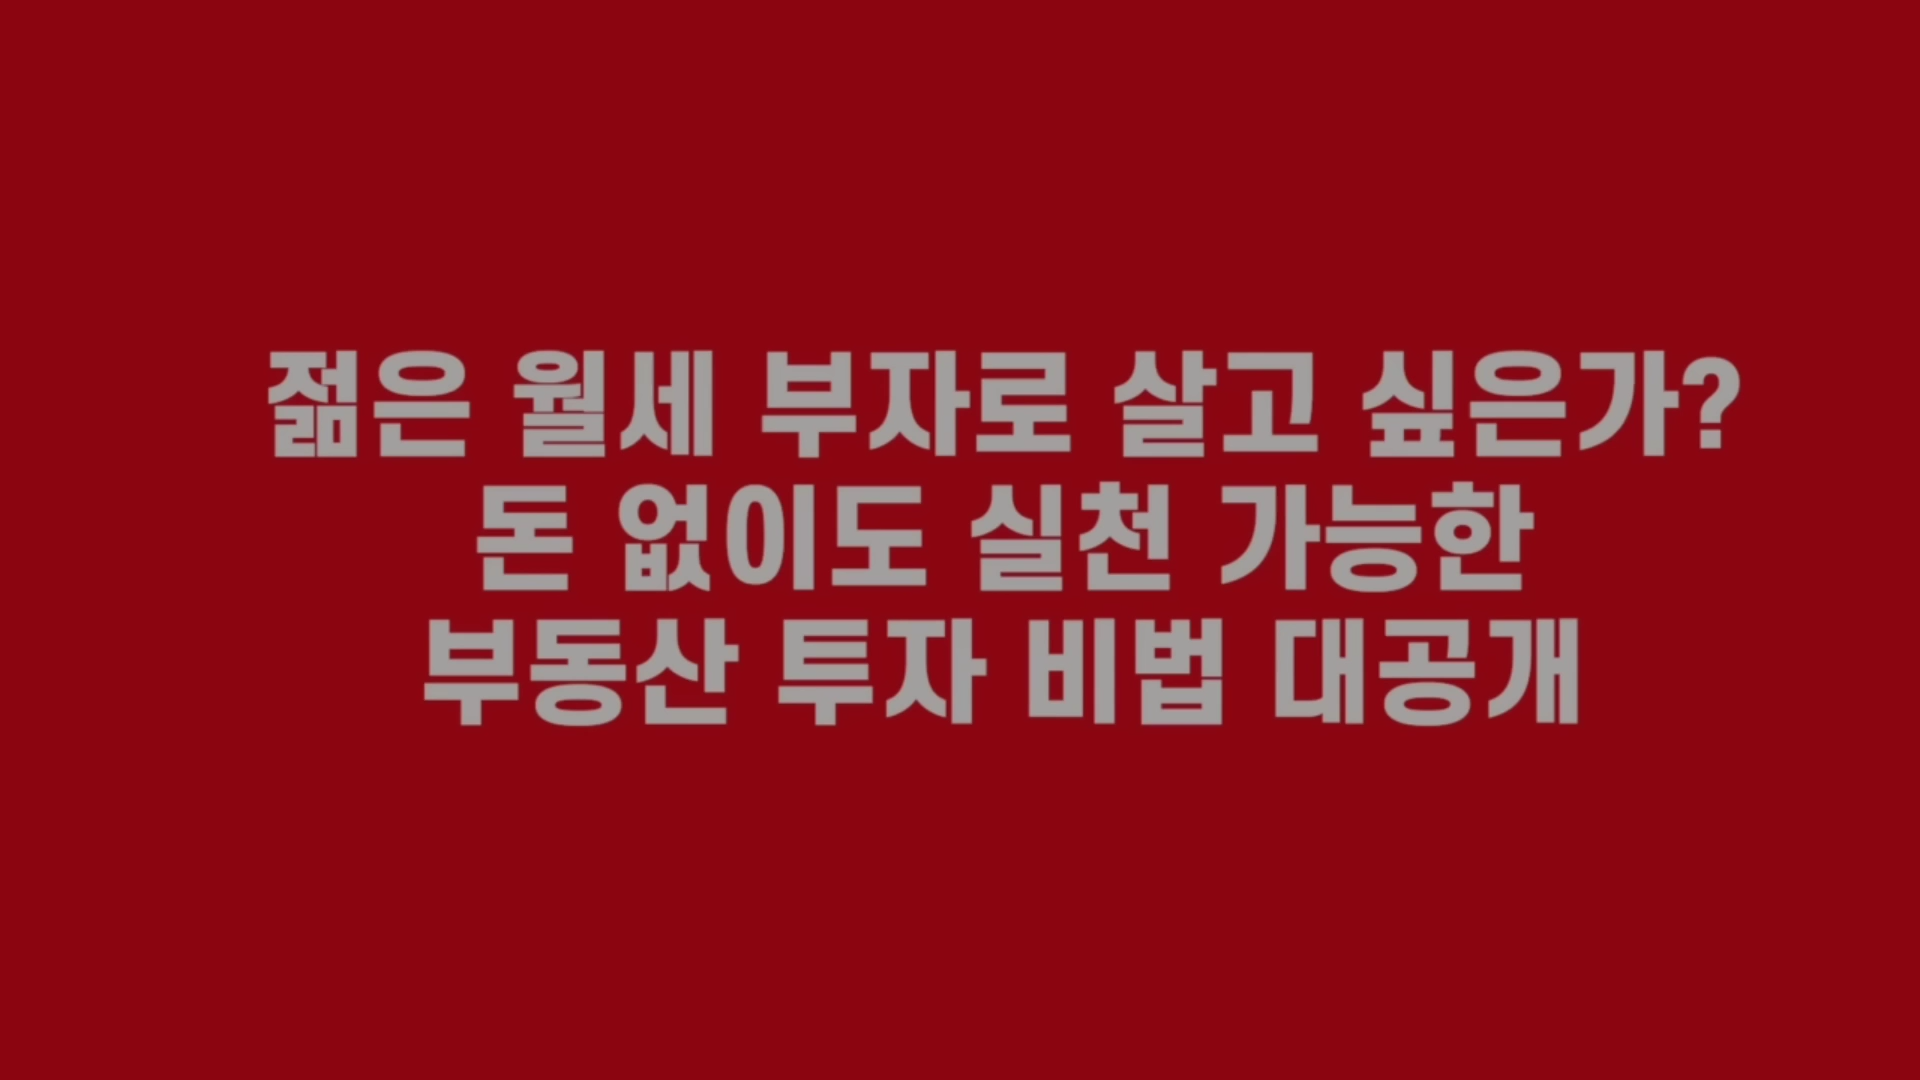 젊은 월세 부자로 살고 싶은가?
돈 없이도 실천 가능한
부동산 투자 비법 대공개